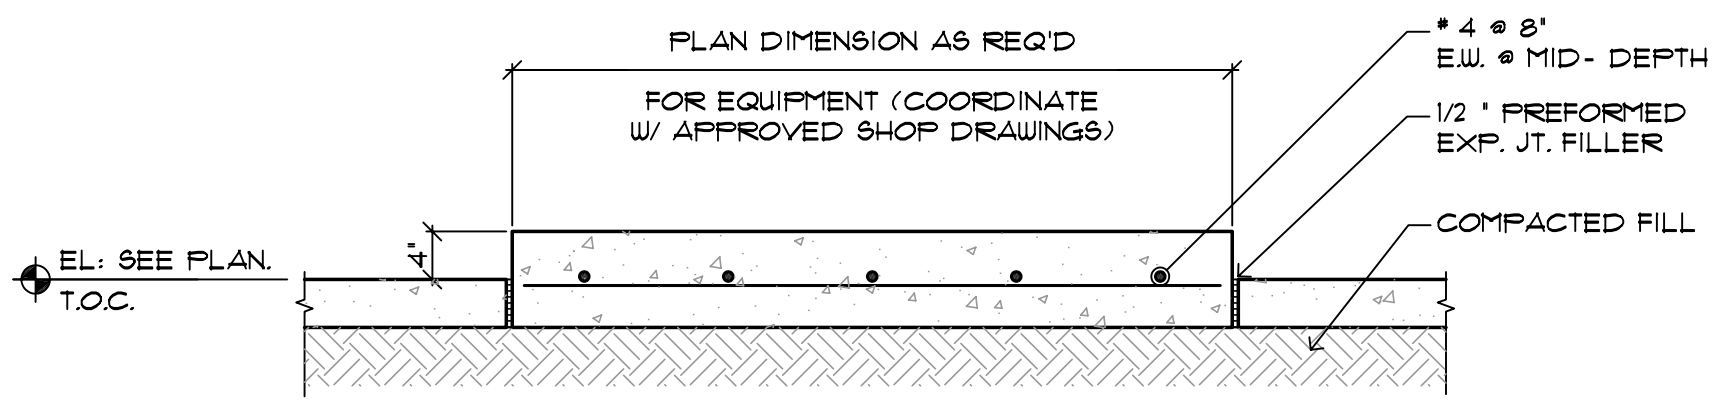 PLAN DIMENSION AS REQ'D
FOR EQUIPMENT (COORDINATE
W/ APPROVED SHOP DRAWINGS)
# 4 @ 8"
E.W. @ MID- DEPTH
1/2 " PREFORMED
EXP. JT. FILLER
COMPACTED FILL
4"
EL: SEE PLAN.
T.O.C.